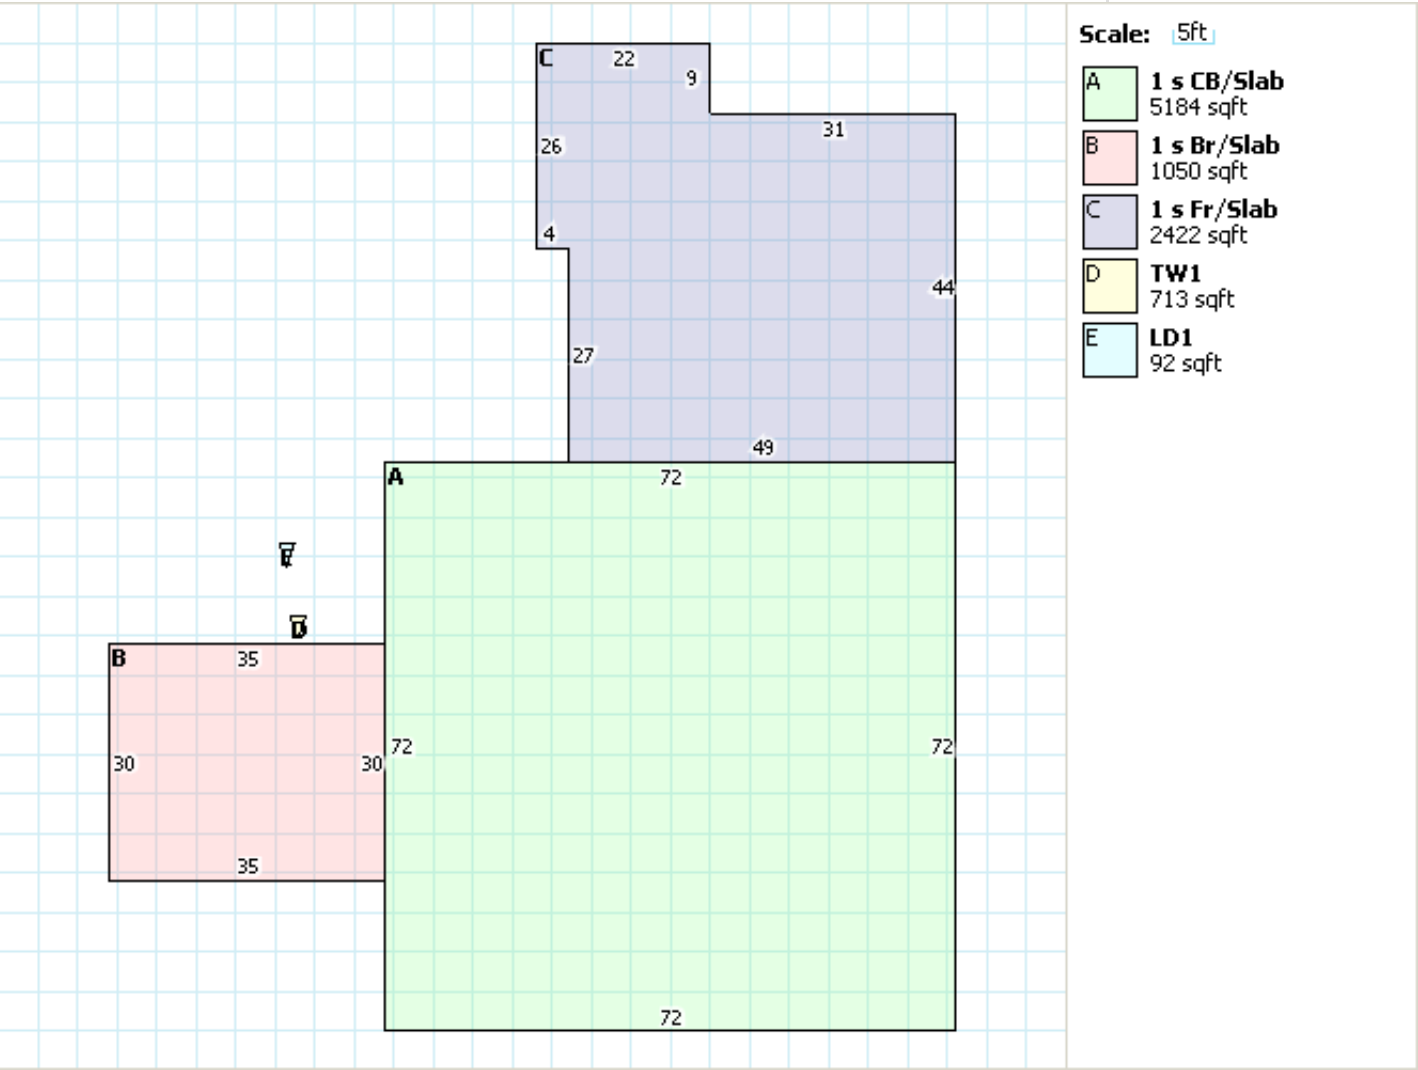 C
22
9
31
26
4
44
27
49
A
72
E
D
B
35
30
30
72
72
35
72
Scale: 5ft
A
1 s CB/Slab
5184 sqft
B
1 s Br/Slab
1050 sqft
C
1 s Fr/Slab
2422 sqft
D
TW1
713 sqft
E
LD1
92 sqft